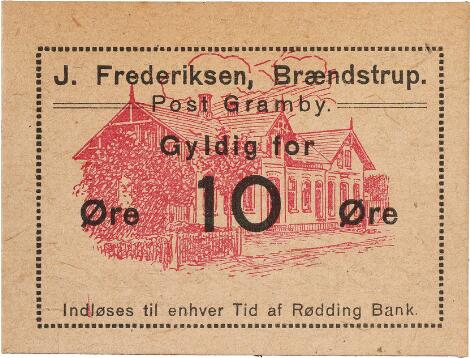 J. Frederiksen, Brændstrup.
Post Gramby.
Gyldig for
Øre 10 Øre
Indløses til enhver Tid af Rødding Bank.